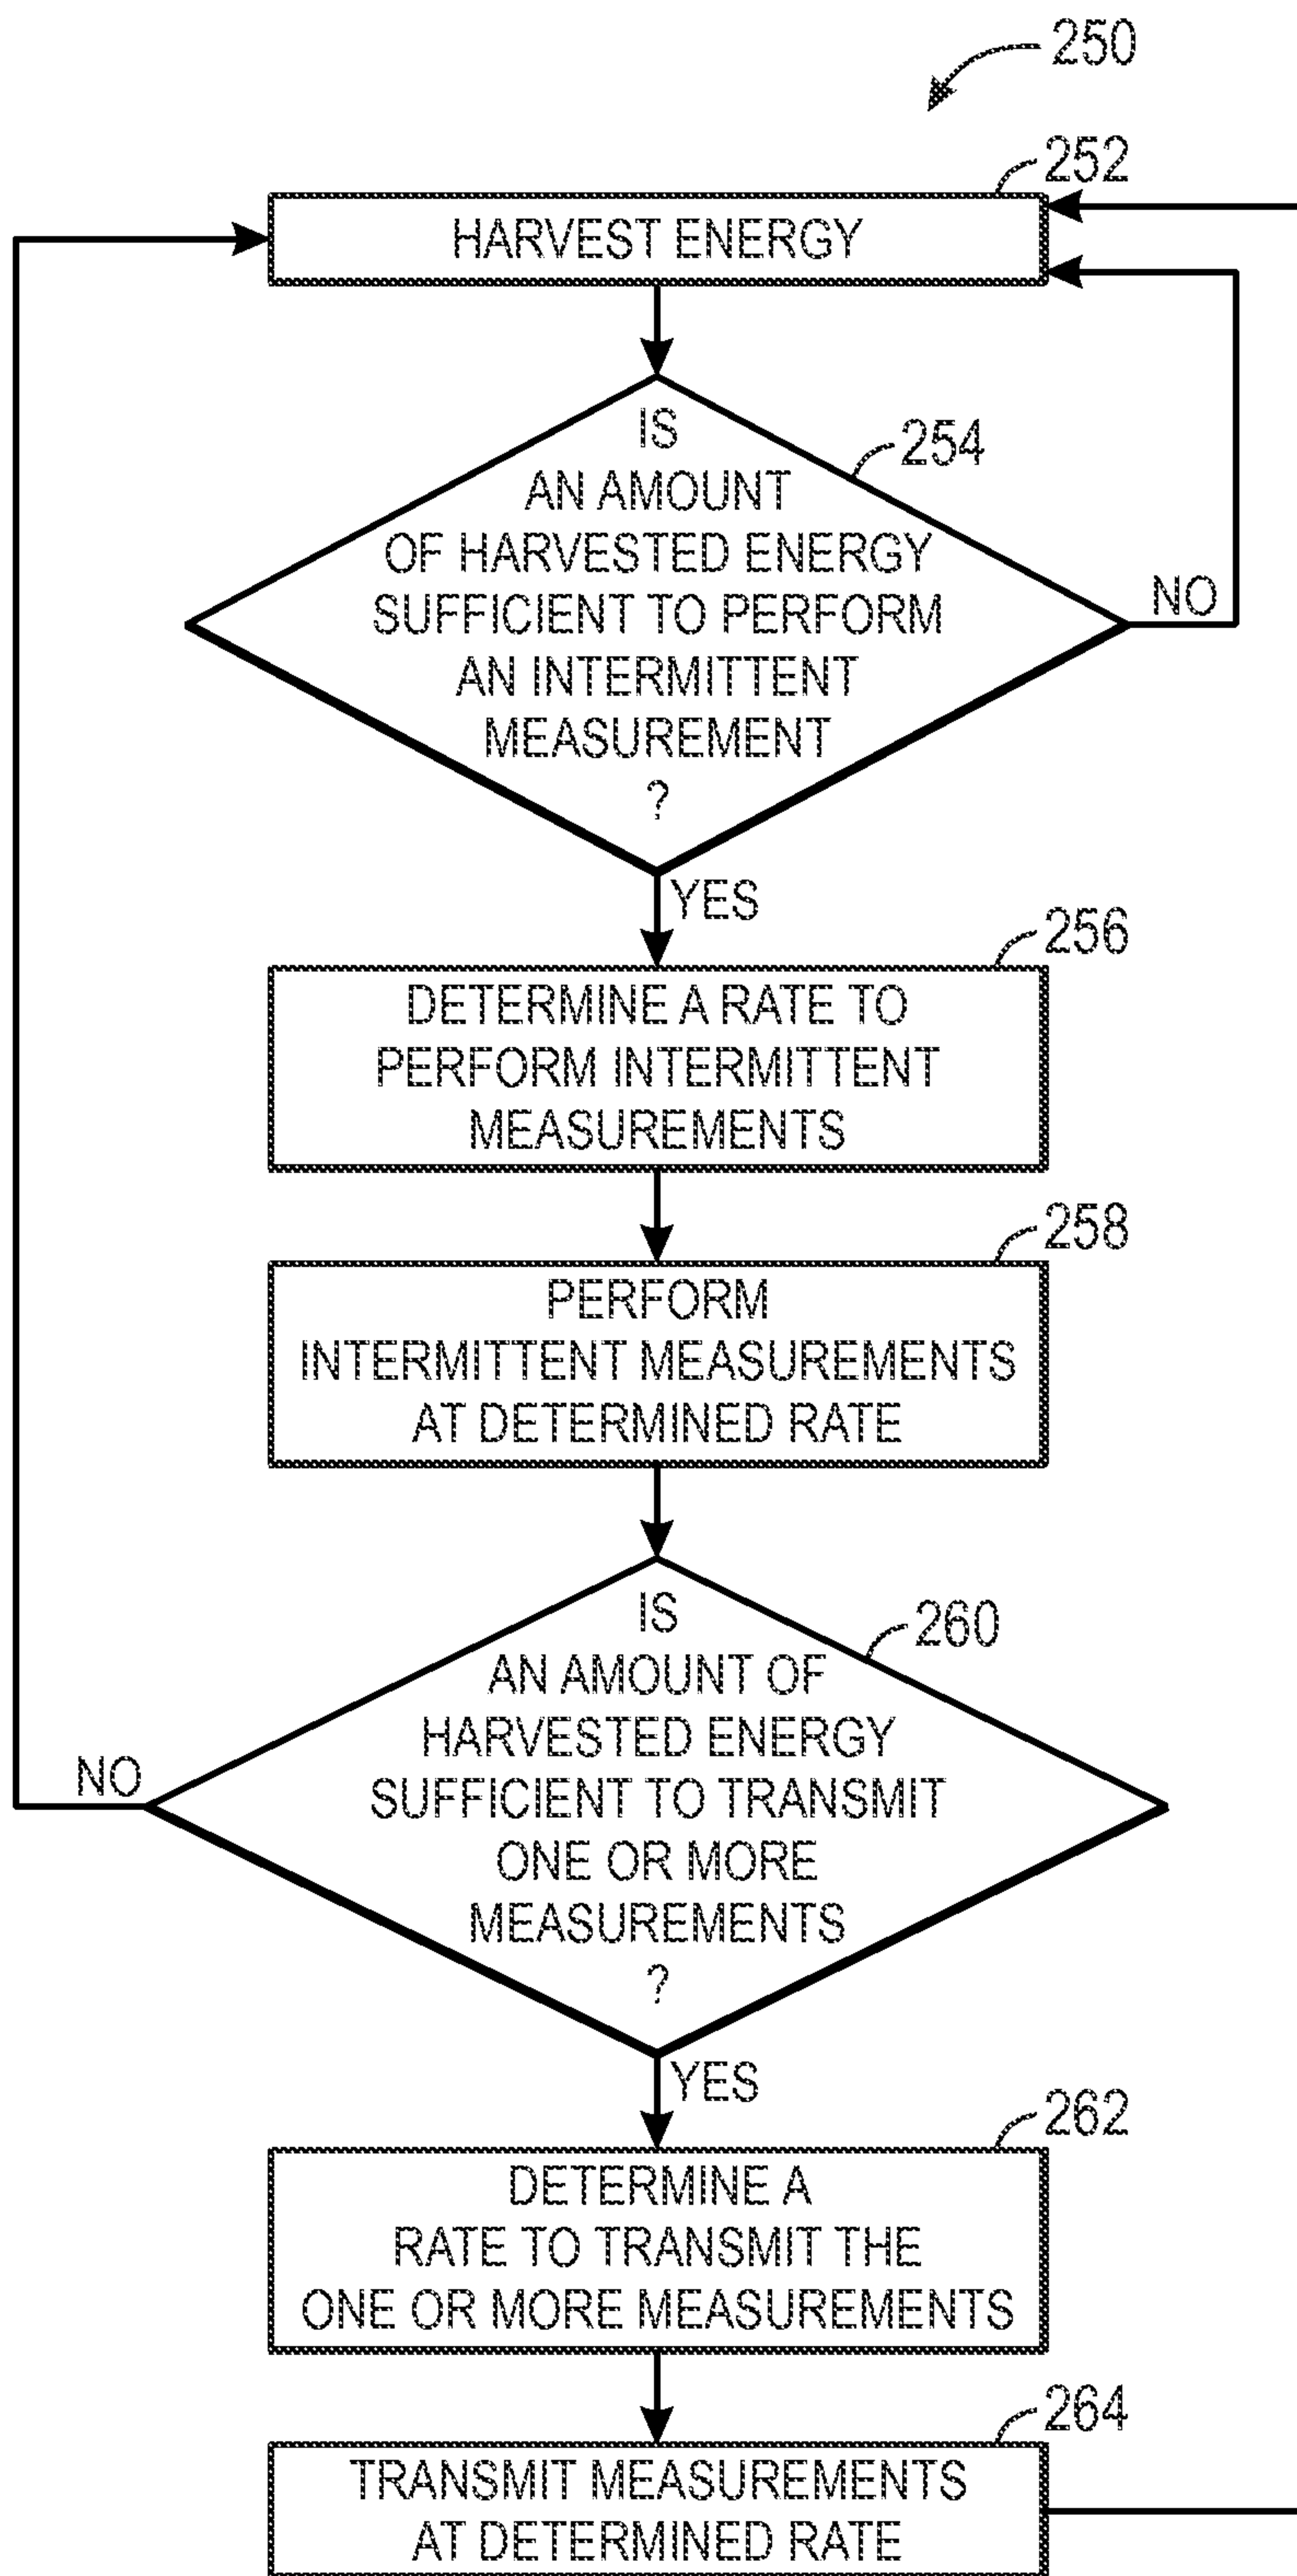 250
252
HARVEST ENERGY
IS
AN AMOUNT
254
OF HARVESTED ENERGY
SUFFICIENT TO PERFORM
NO
AN INTERMITTENT
MEASUREMENT
?
YES
256
DETERMINE A RATE TO
PERFORM INTERMITTENT
MEASUREMENTS
258
PERFORM
INTERMITTENT MEASUREMENTS
AT DETERMINED RATE
IS
260
AN AMOUNT OF
HARVESTED ENERGY
NO
SUFFICIENT TO TRANSMIT
ONE OR MORE
MEASUREMENTS
?
YES
262
DETERMINE A
RATE TO TRANSMIT THE
ONE OR MORE MEASUREMENTS
264
TRANSMIT MEASUREMENTS
AT DETERMINED RATE